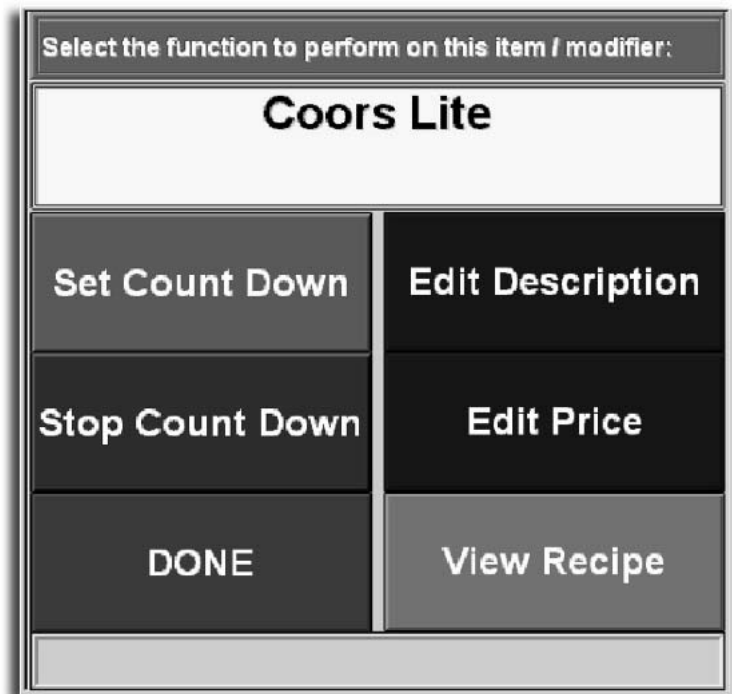 Select the function to perform on this item / modifier:
Coors Lite
Set Count Down
Edit Description
Stop Count Down
Edit Price
DONE
View Recipe